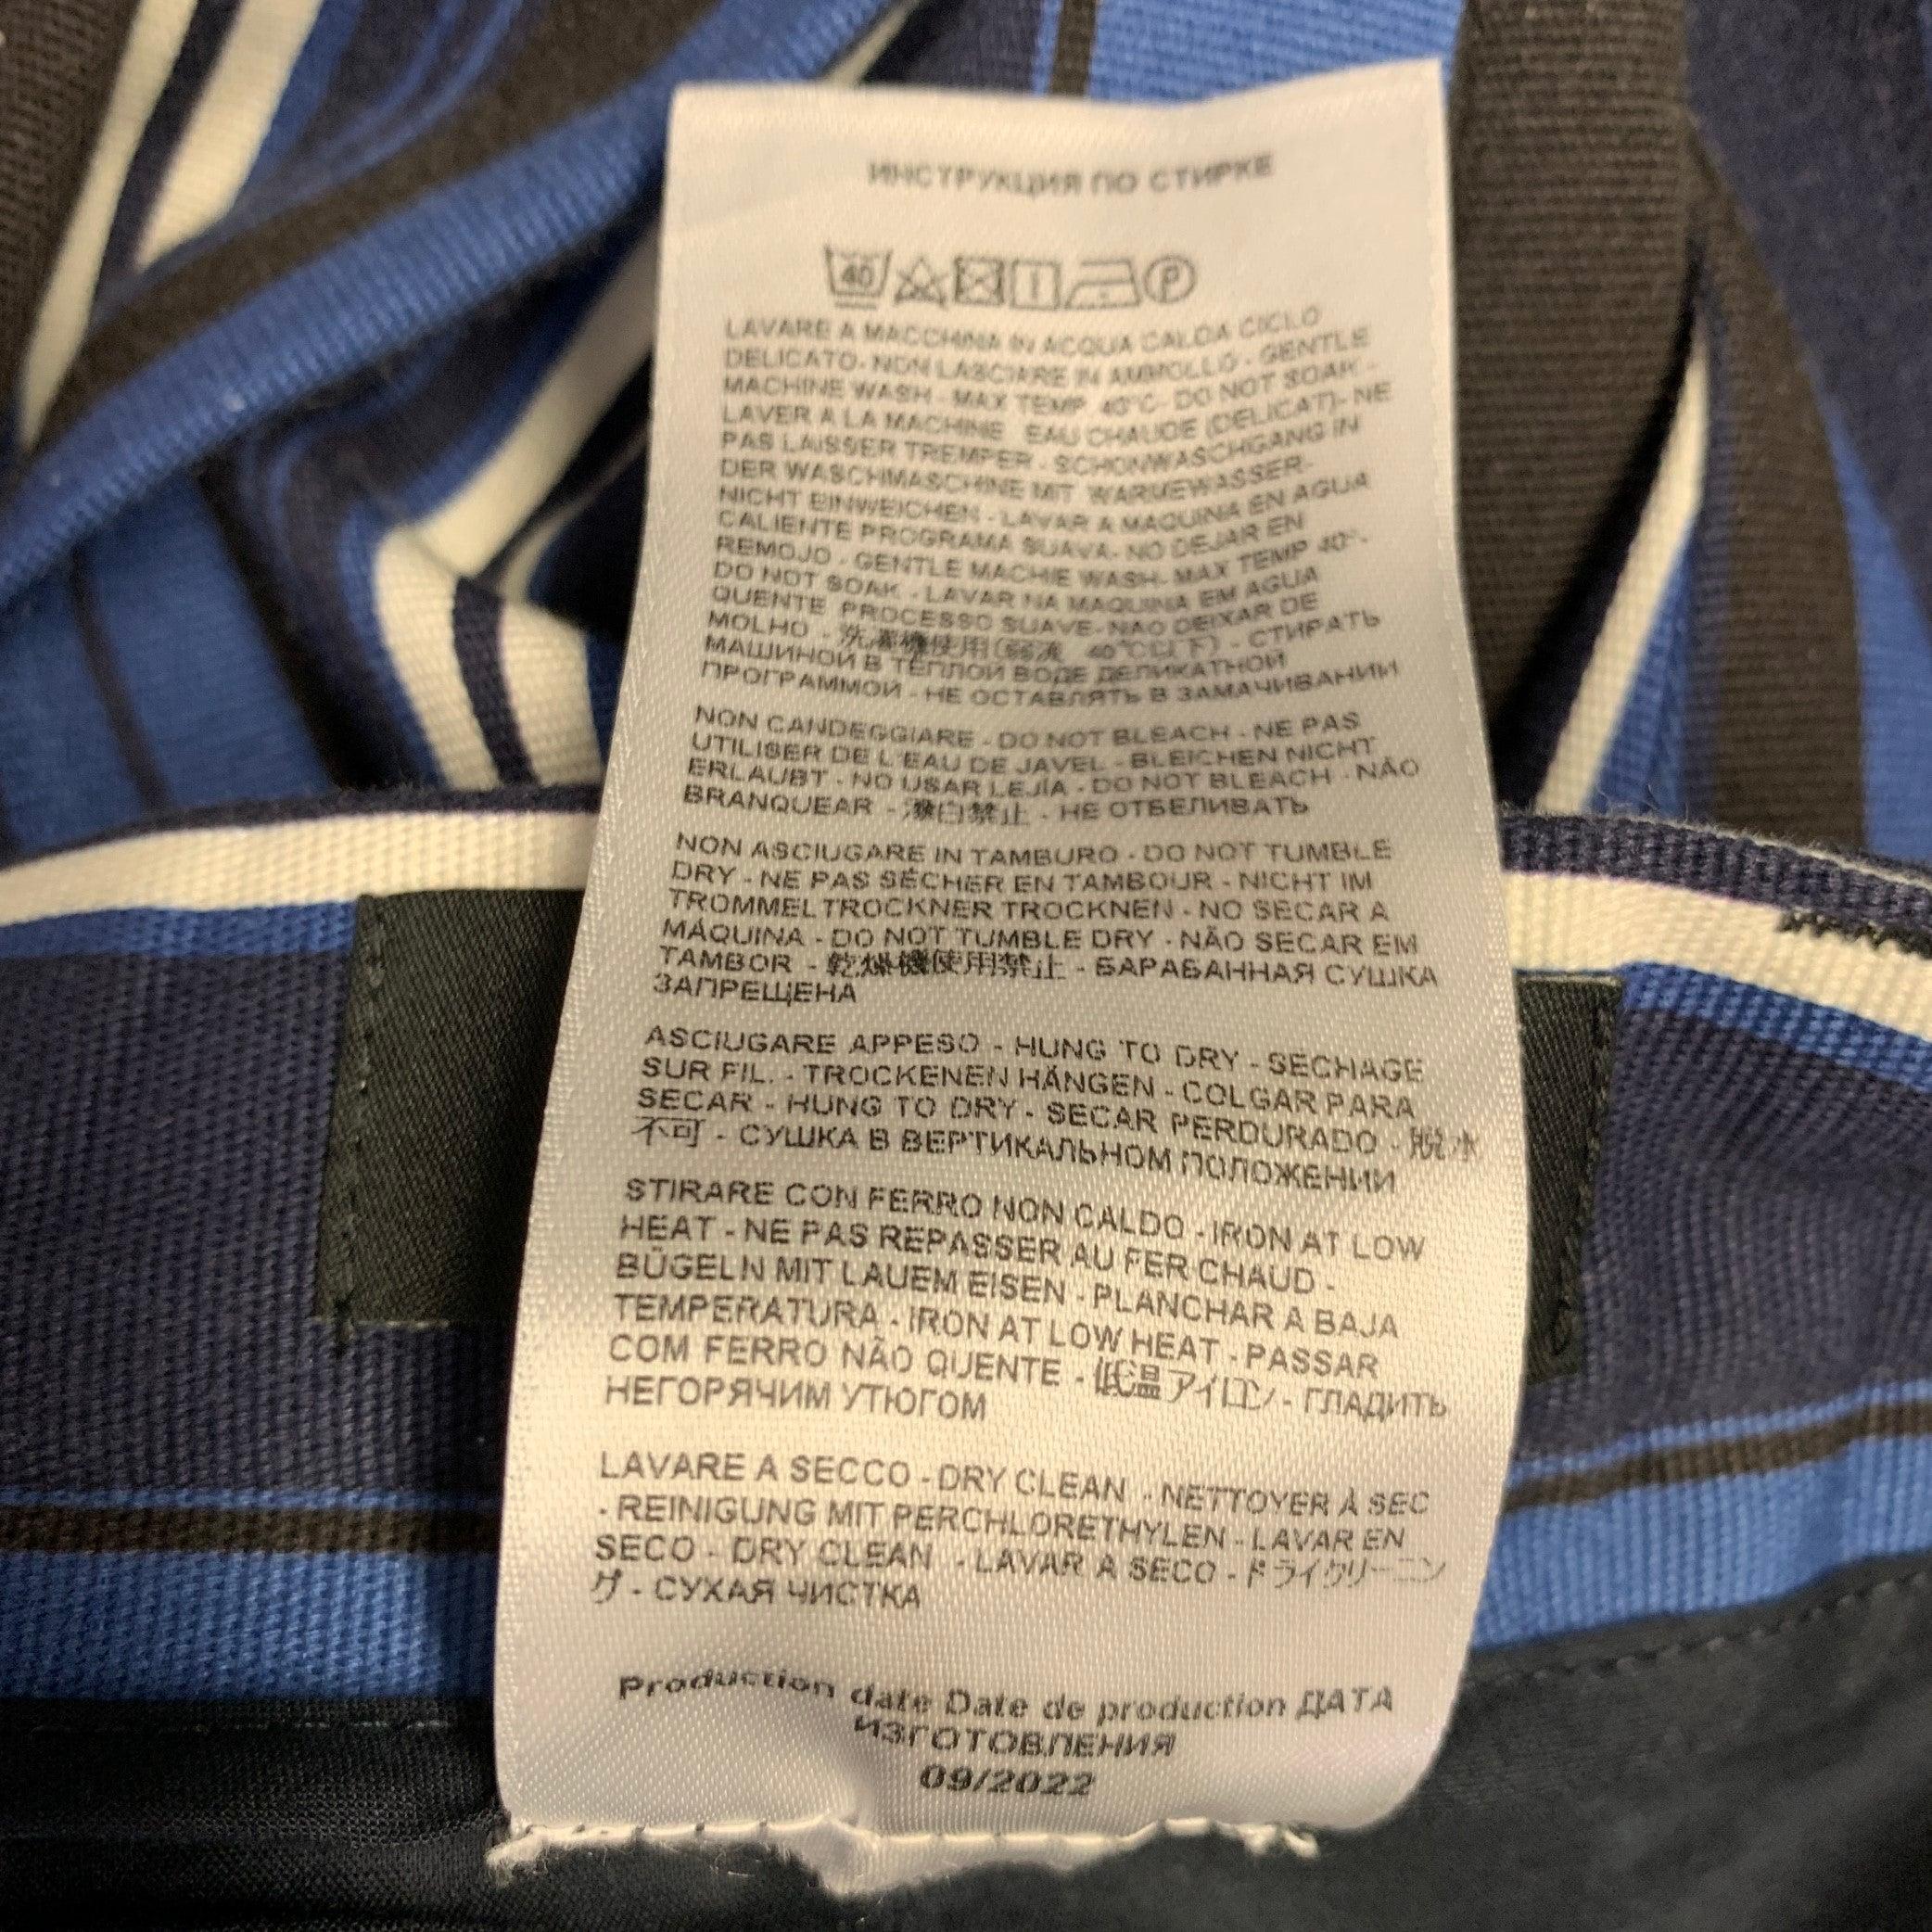 ИНСТРУКЦИЯ ПО СТИРКЕ
40 P
LAVARE A MACCHINA IN ACQUA CALDA CICLO
DELICATO- NON LASCIARE IN AMMOLLO - GENTLE
MACHINE WASH - MAX TEMP. 40°C- DO NOT SOAK -
LAVER A LA MACHINE EAU CHAUDE (DELICAT)- NE
PAS LAISSER TREMPER - SCHONWASCHGANG IN
DER WASCHMASCHINE MIT WARMEWASSER-
NICHT EINWEICHEN - LAVAR A MAQUINA EN AGUA
CALIENTE PROGRAMA SUAVA- NO DEJAR EN
REMOJO - GENTLE MACHIE WASH- MAX TEMP 40°-
DO NOT SOAK - LAVAR NA MAQUINA EM AGUA
QUENTE PROCESSO SUAVE- NAO DEIXAR DE
MOLHO - 洗濯機使用(弱流 40℃以下) - СТИРАТЬ
МАШИНОЙ В ТЕПЛОЙ ВОДЕ ДЕЛИКАТНОЙ
ПРОГРАММОЙ - НЕ ОСТАВЛЯТЬ В ЗАМАЧИВАНИИ
NON CANDEGGIARE - DO NOT BLEACH - NE PAS
UTILISER DE L'EAU DE JAVEL - BLEICHEN NICHT
ERLAUBT - NO USAR LEJÍA - DO NOT BLEACH - NÃO
BRANQUEAR - 漂白禁止 - НЕ ОТБЕЛИВАТЬ
NON ASCIUGARE IN TAMBURO - DO NOT TUMBLE
DRY - NE PAS SÉCHER EN TAMBOUR - NICHT IM
TROMMELTROCKNER TROCKNEN - NO SECAR A
MÁQUINA - DO NOT TUMBLE DRY - NÃO SECAR EM
TAMBOR - 乾燥機使用禁止 - БАРАБАННАЯ СУШКА
ЗАПРЕЩЕНА
ASCIUGARE APPESO - HUNG TO DRY - SECHAGE
SUR FIL. - TROCKENEN HÄNGEN - COLGAR PARA
SECAR - HUNG TO DRY - SECAR PERDURADO - 脱水
不可 - СУШКА В ВЕРТИКАЛЬНОМ ПОЛОЖЕНИИ
STIRARE CON FERRO NON CALDO - IRON AT LOW
HEAT - NE PAS REPASSER AU FER CHAUD -
BÜGELN MIT LAUEM EISEN - PLANCHAR A BAJA
TEMPERATURA - IRON AT LOW HEAT - PASSAR
COM FERRO NÃO QUENTE - 低温アイロン - ГЛАДИТЬ
НЕГОРЯЧИМ УТЮГОМ
LAVARE A SECCO - DRY CLEAN - NETTOYER À SEC
- REINIGUNG MIT PERCHLORETHYLEN - LAVAR EN
SECO - DRY CLEAN - LAVAR A SECO - ドライクリーニン
グ - СУХАЯ ЧИСТКА
Production date Date de production ДАТА
ИЗГОТОВЛЕНИЯ
09/2022